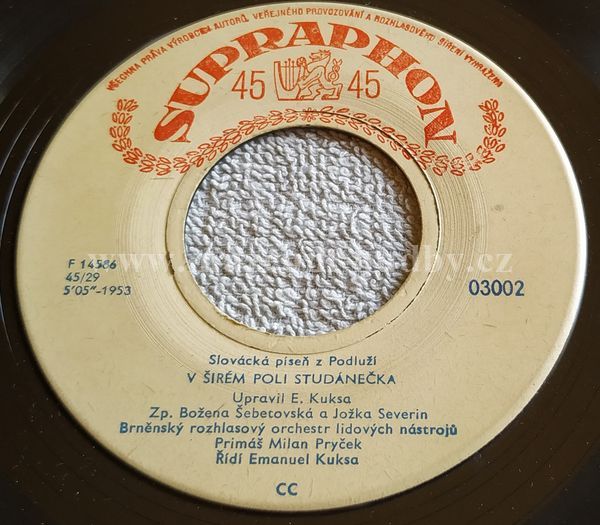 VŠECHNA PRÁVA VÝROBCE I AUTORŮ, VEŘEJNÉHO PROVOZOVÁNÍ A ROZHLASOVÉHO ŠÍŘENÍ VYHRAZENA
SUPRAPHON
45 45
F 14586
45/29
5'05"-1953
03002
Slovácká píseň z Podluží
V ŠIRÉM POLI STUDÁNEČKA
Upravil E. Kuksa
Zp. Božena Šebetovská a Jožka Severin
Brněnský rozhlasový orchestr lidových nástrojů
Primáš Milan Pryček
Řídí Emanuel Kuksa
CC